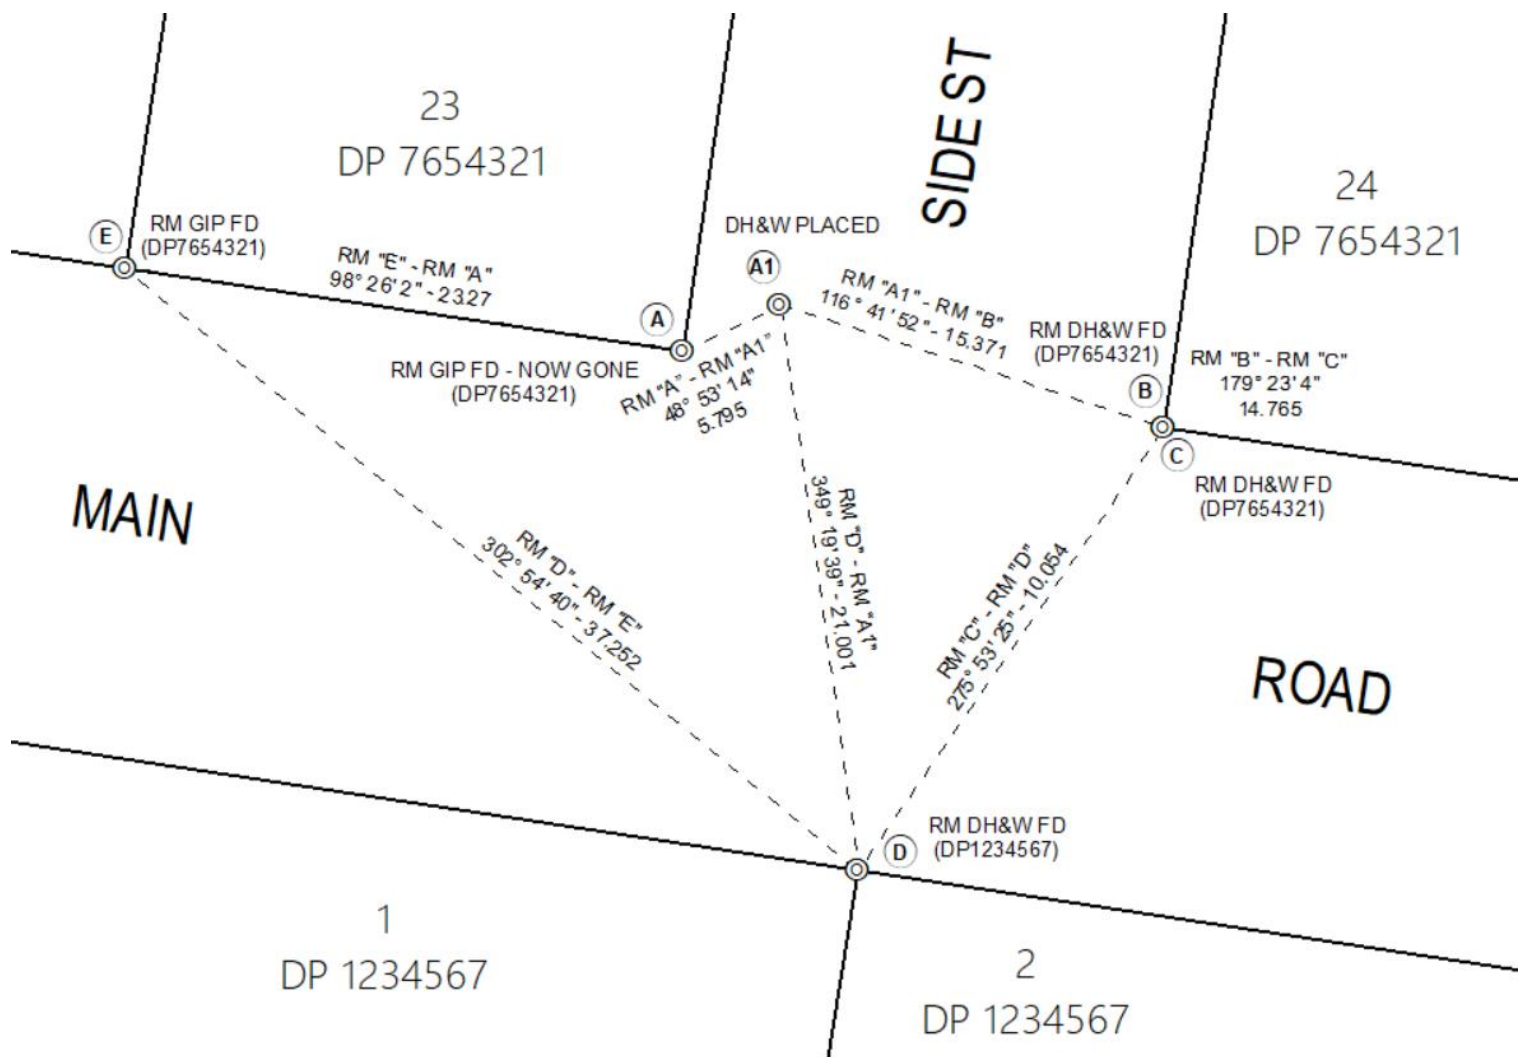 SIDE ST
23
DP 7654321
24
DP 7654321
E
RM GIP FD
(DP7654321)
RM "E" - RM "A"
98° 26' 2" - 23.27
DH&W PLACED
A1
A
RM "A1" - RM "B"
116° 41' 52" - 15.371
RM DH&W FD
(DP7654321)
B
RM "B" - RM "C"
179° 23' 4"
14.765
RM GIP FD - NOW GONE
(DP7654321)
RM "A" - RM "A1"
48° 53' 14"
5.795
C
RM DH&W FD
(DP7654321)
MAIN
RM "D" - RM "E"
302° 54' 40" - 37.252
RM "D" - RM "A1"
349° 19' 39" - 21.001
RM "C" - RM "D"
275° 53' 25" - 10.054
ROAD
D
RM DH&W FD
(DP1234567)
1
DP 1234567
2
DP 1234567